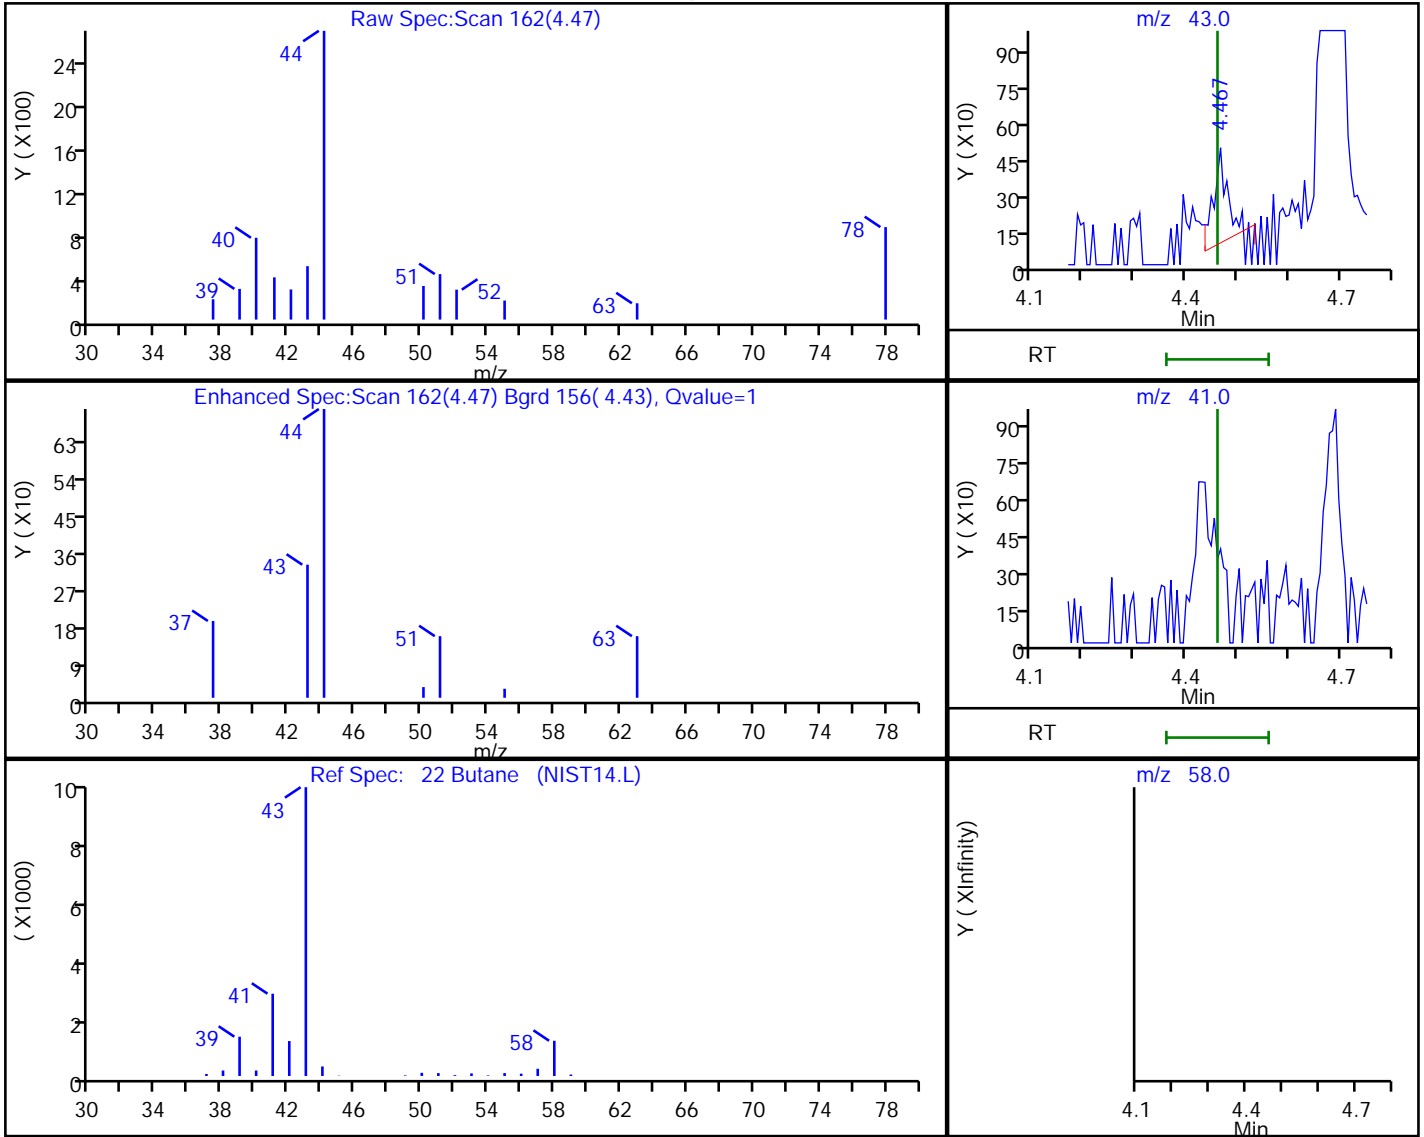 Raw Spec:Scan 162(4.47)
Y ( X100)
24
20
16
12
8
4
0
44
40
39
51
52
63
78
30 34 38 42 46 50 54 58 62 66 70 74 78
m/z
m/z 43.0
Y ( X10)
90
75
60
45
30
15
0
4.467
4.1 4.4 4.7
Min
RT
Enhanced Spec:Scan 162(4.47) Bgrd 156( 4.43), Qvalue=1
Y ( X10)
63
54
45
36
27
18
9
0
44
43
37
51
63
30 34 38 42 46 50 54 58 62 66 70 74 78
m/z
m/z 41.0
Y ( X10)
90
75
60
45
30
15
0
4.1 4.4 4.7
Min
RT
Ref Spec: 22 Butane (NIST14.L)
( X1000)
10
8
6
4
2
0
43
41
39
58
30 34 38 42 46 50 54 58 62 66 70 74 78
m/z 58.0
Y ( XInfinity)
4.1 4.4 4.7
Min